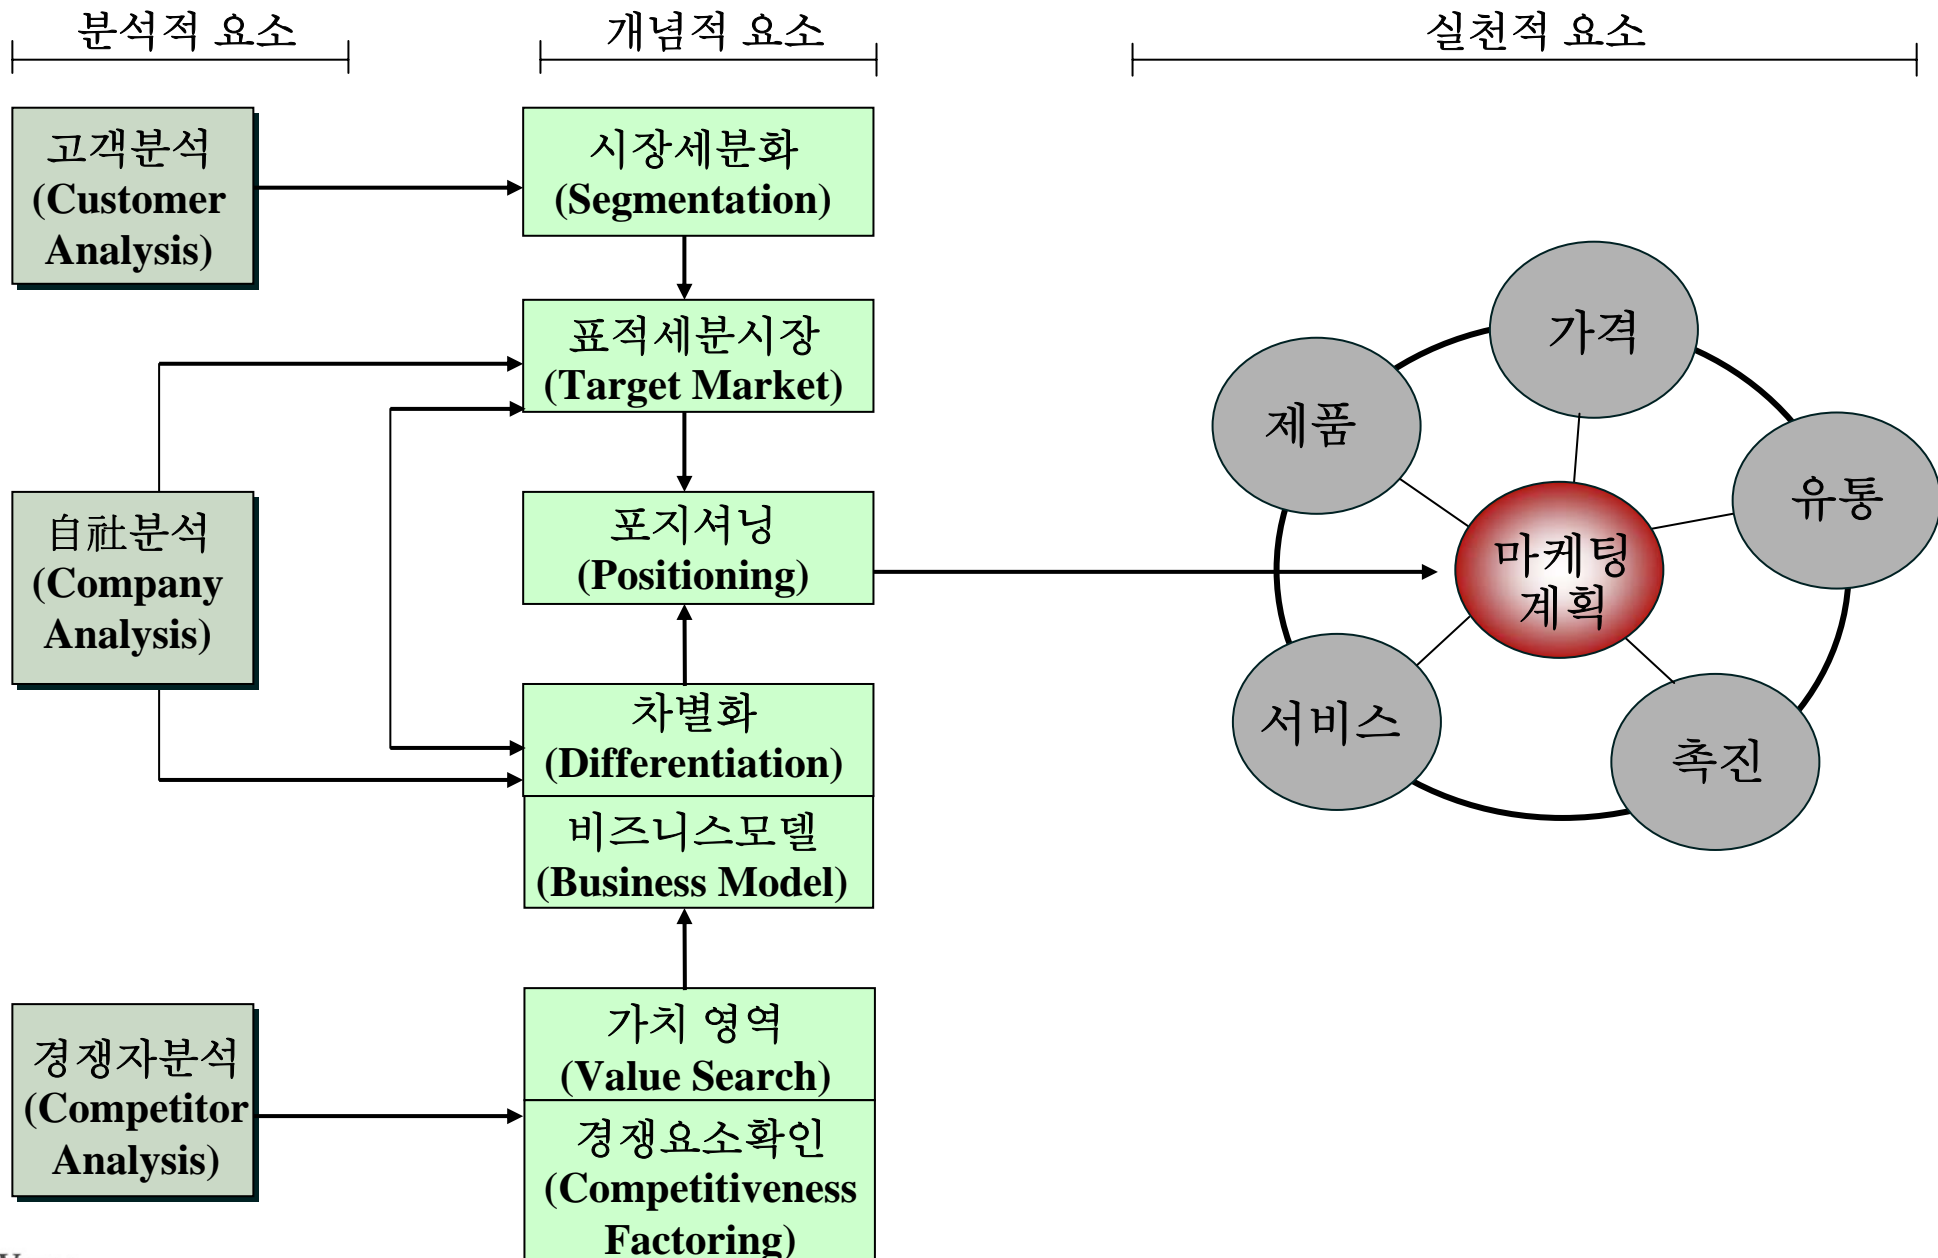 분석적 요소
개념적 요소
실천적 요소
고객분석
(Customer
Analysis)
시장세분화
(Segmentation)
표적세분시장
(Target Market)
自社분석
(Company
Analysis)
포지셔닝
(Positioning)
차별화
(Differentiation)
비즈니스모델
(Business Model)
경쟁자분석
(Competitor
Analysis)
가치 영역
(Value Search)
경쟁요소확인
(Competitiveness
Factoring)
가격
제품
유통
마케팅
계획
서비스
촉진